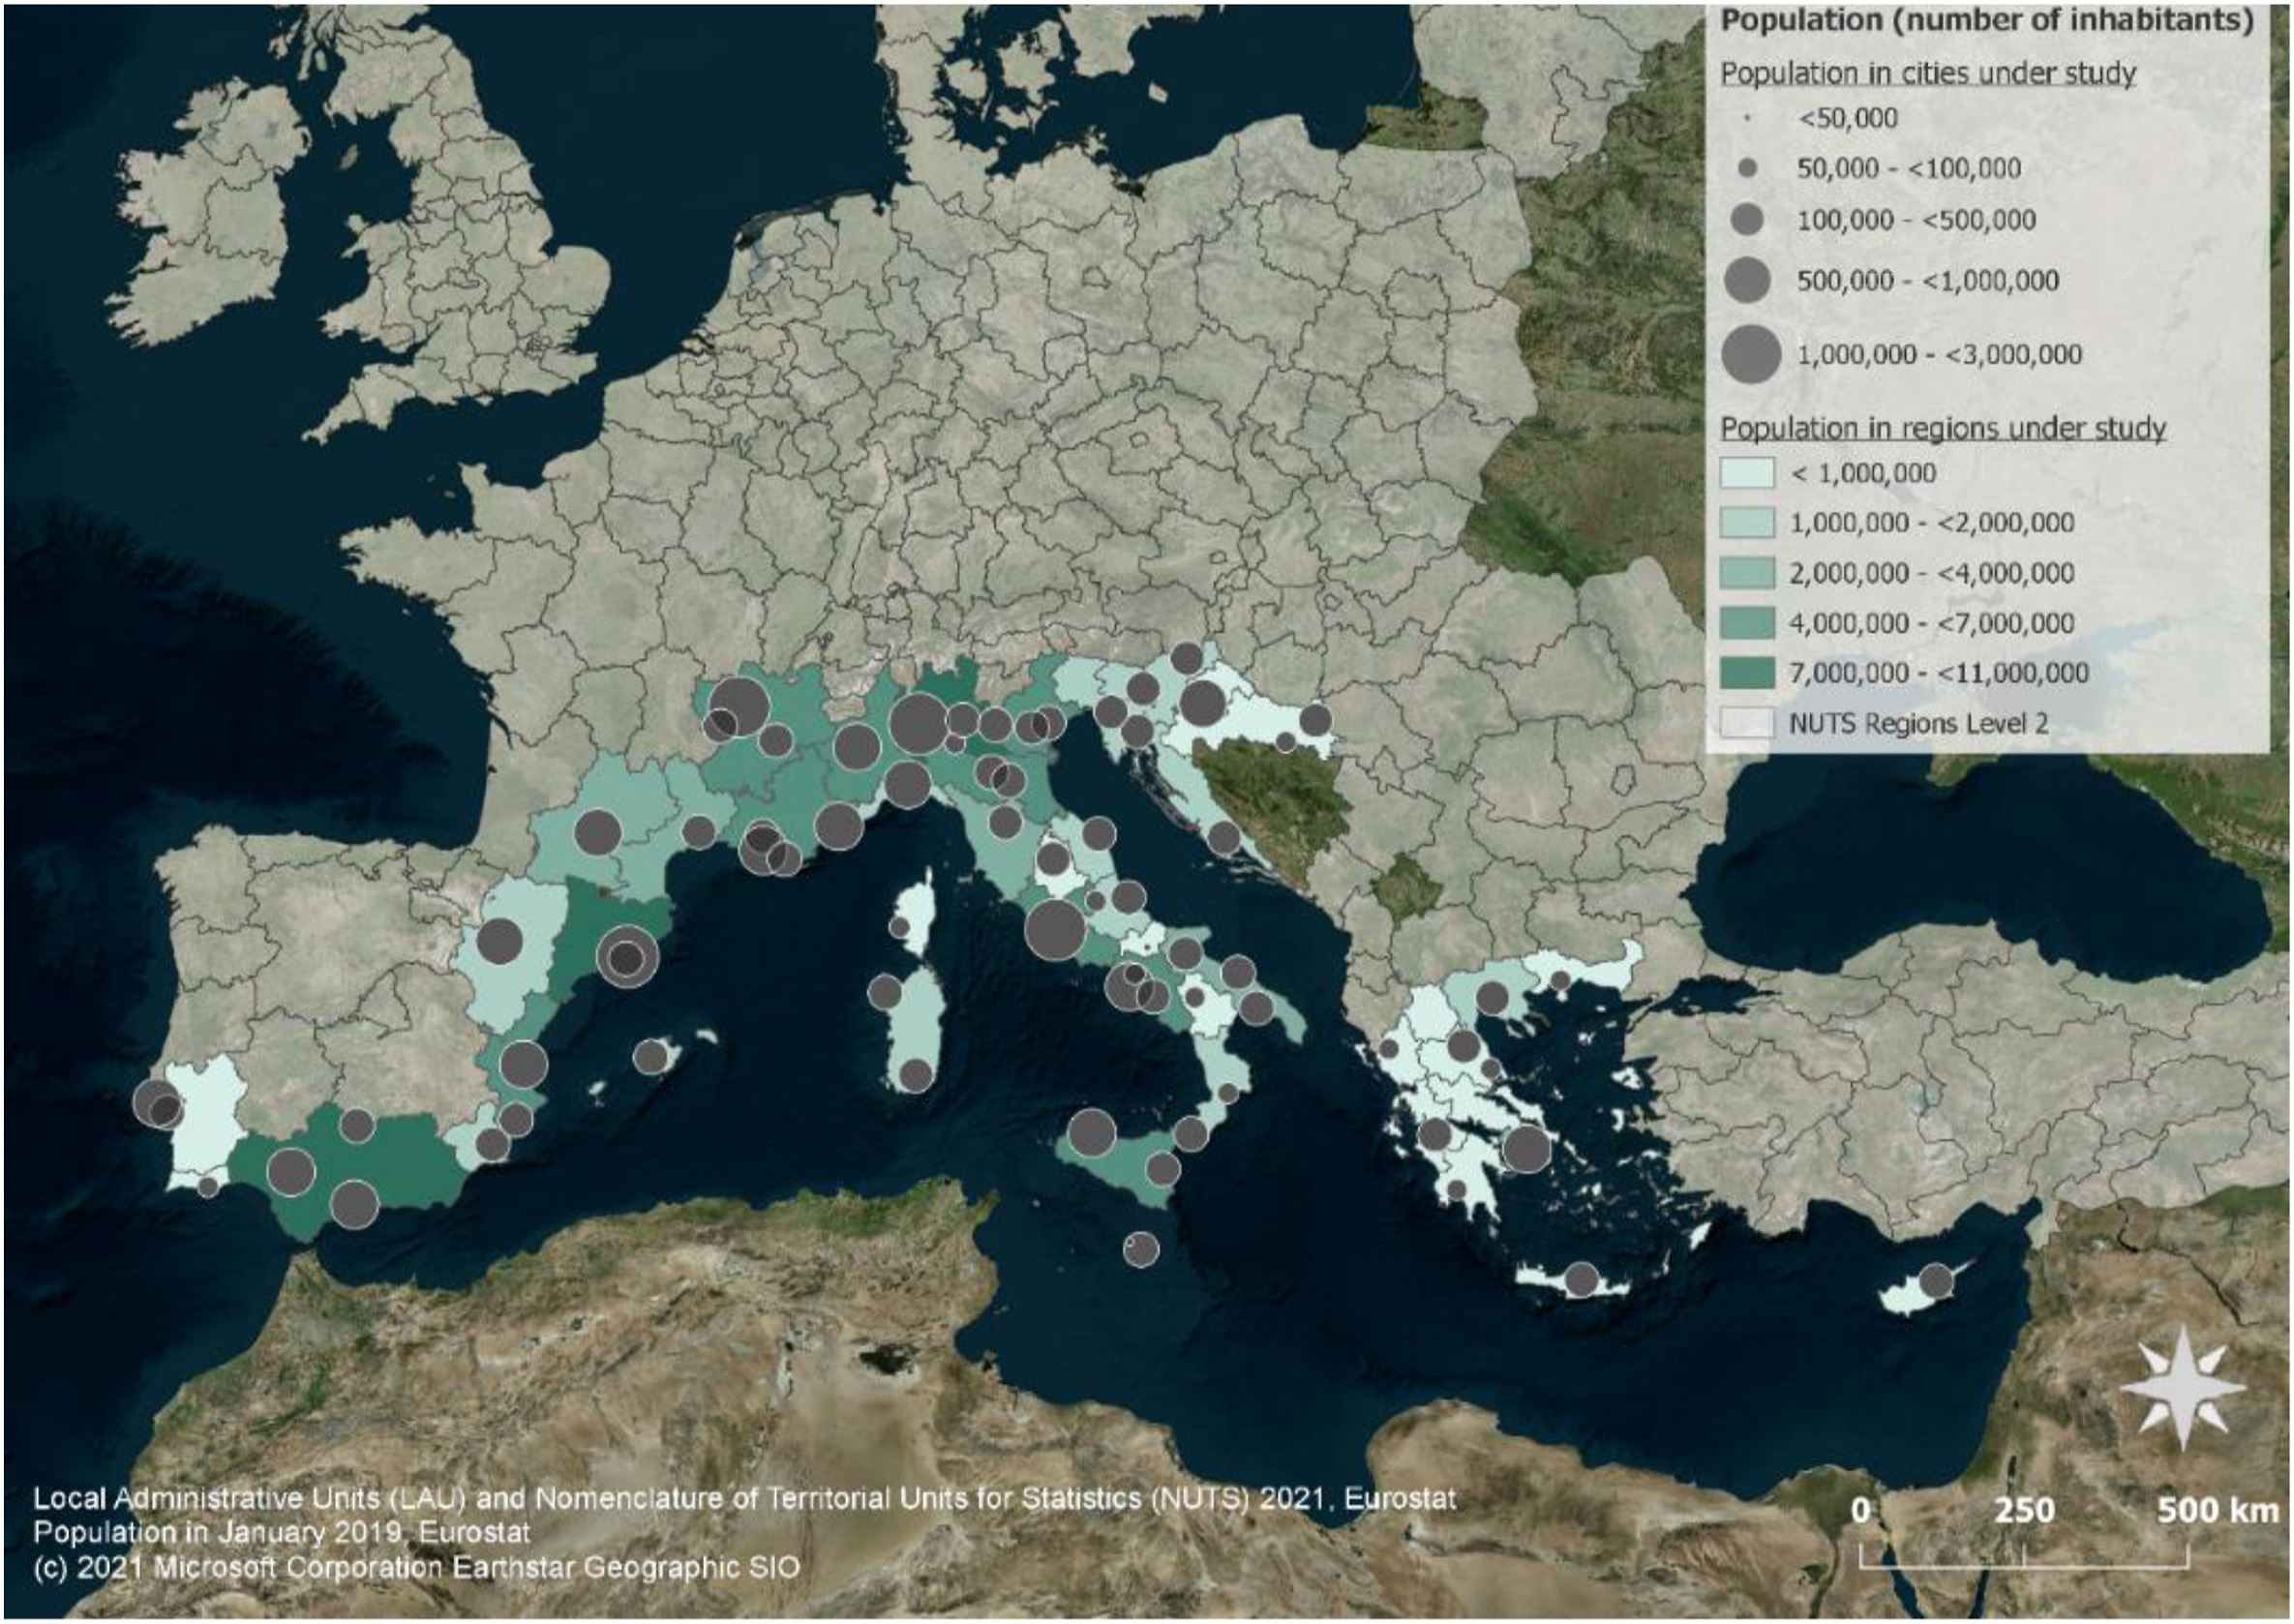 Population (number of inhabitants)
Population in cities under study
<50,000
50,000 - <100,000
100,000 - <500,000
500,000 - <1,000,000
1,000,000 - <3,000,000
Population in regions under study
< 1,000,000
1,000,000 - <2,000,000
2,000,000 - <4,000,000
4,000,000 - <7,000,000
7,000,000 - <11,000,000
NUTS Regions Level 2
Local Administrative Units (LAU) and Nomenclature of Territorial Units for Statistics (NUTS) 2021, Eurostat
Population in January 2019, Eurostat
(c) 2021 Microsoft Corporation Earthstar Geographic SIO
0 250 500 km